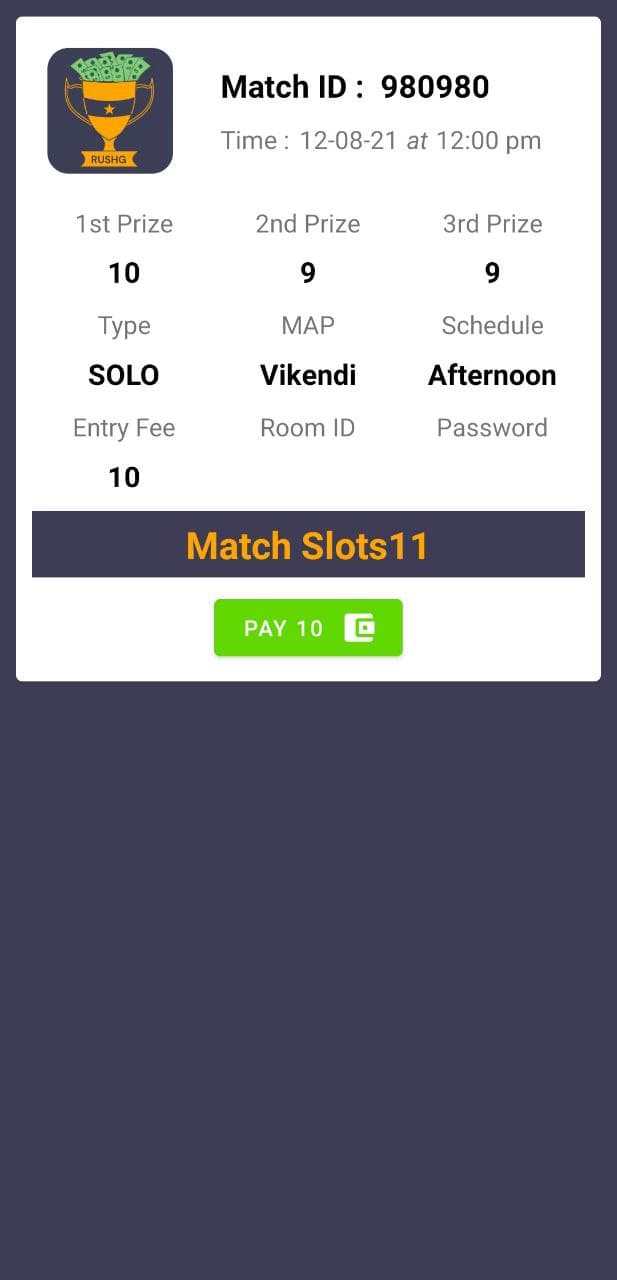 RUSHG
Match ID : 980980
Time : 12-08-21 at 12:00 pm
1st Prize 2nd Prize 3rd Prize
10 9 9
Type MAP Schedule
SOLO Vikendi Afternoon
Entry Fee Room ID Password
10
Match Slots11
PAY 10